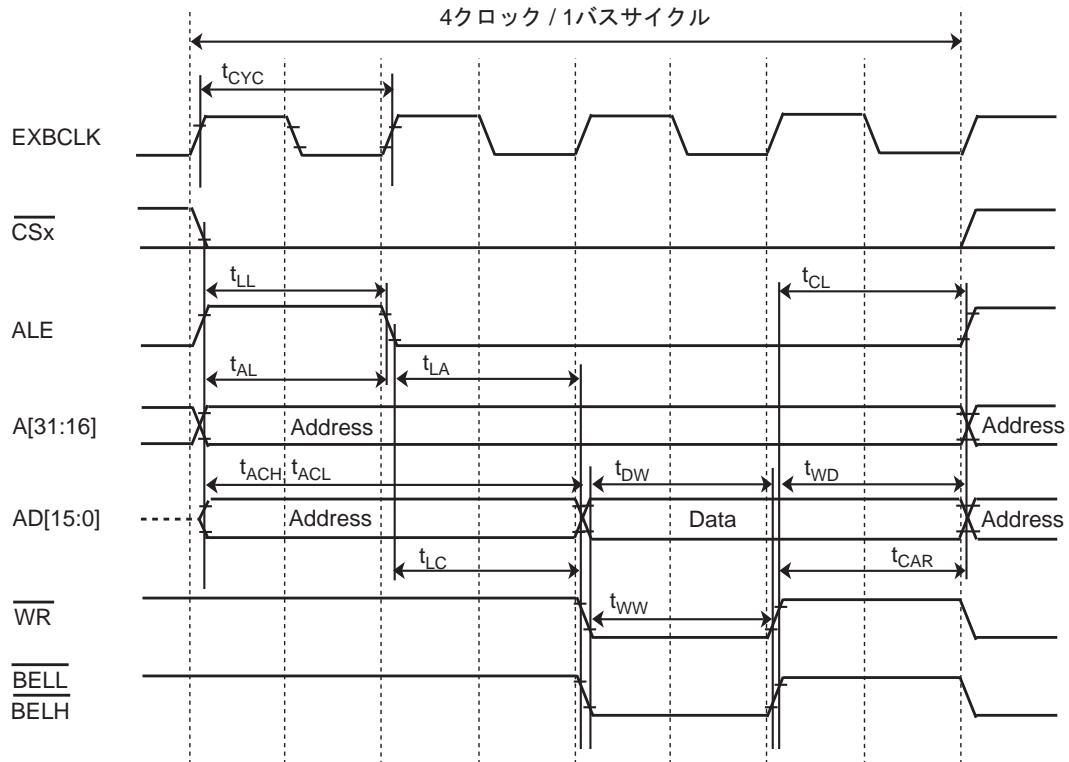 4クロック / 1バスサイクル
tCYC
EXBCLK
CSx
tLL
tCL
ALE
tAL
tLA
A[31:16]
Address
Address
tACH, tACL
tDW
tWD
AD[15:0]
Address
Data
Address
tLC
tCAR
WR
tWW
BELL
BELH